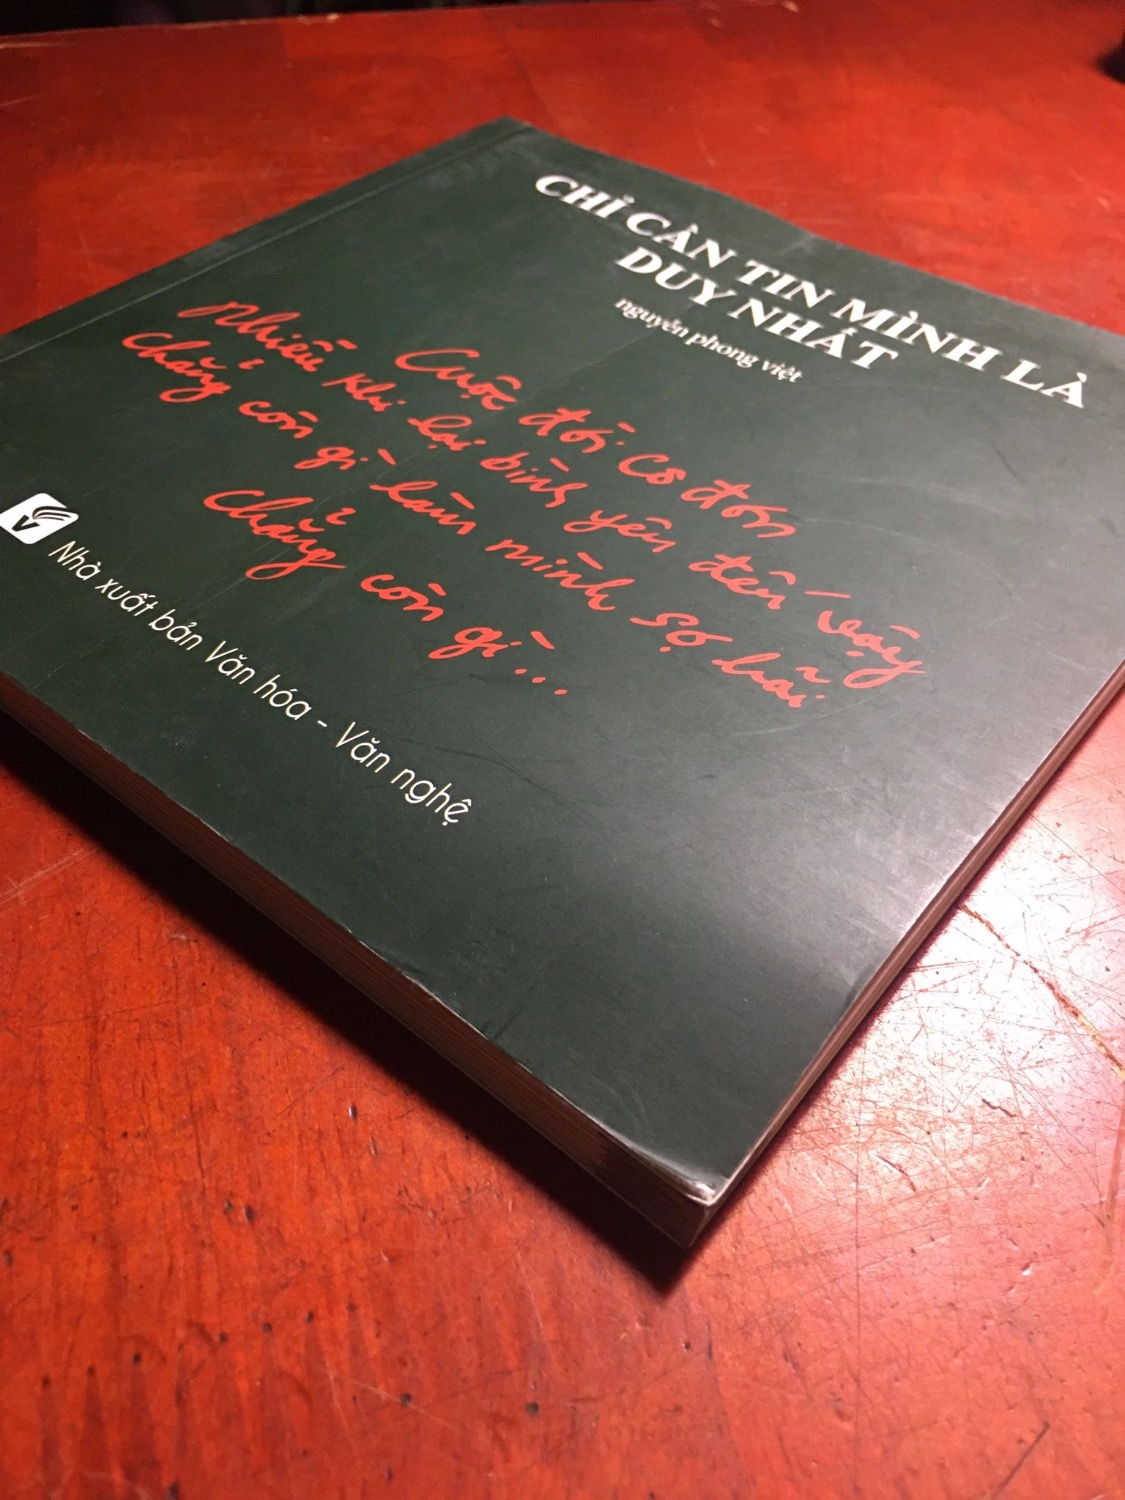 CHỈ CẦN TIN MÌNH LÀ
DUY NHẤT
nguyễn phong việt
Cuộc đời cô đơn
nhiều khi lại bình yên đến vậy
chẳng còn gì làm mình sợ hãi
chẳng còn gì...
V
Nhà xuất bản Văn hóa - Văn nghệ